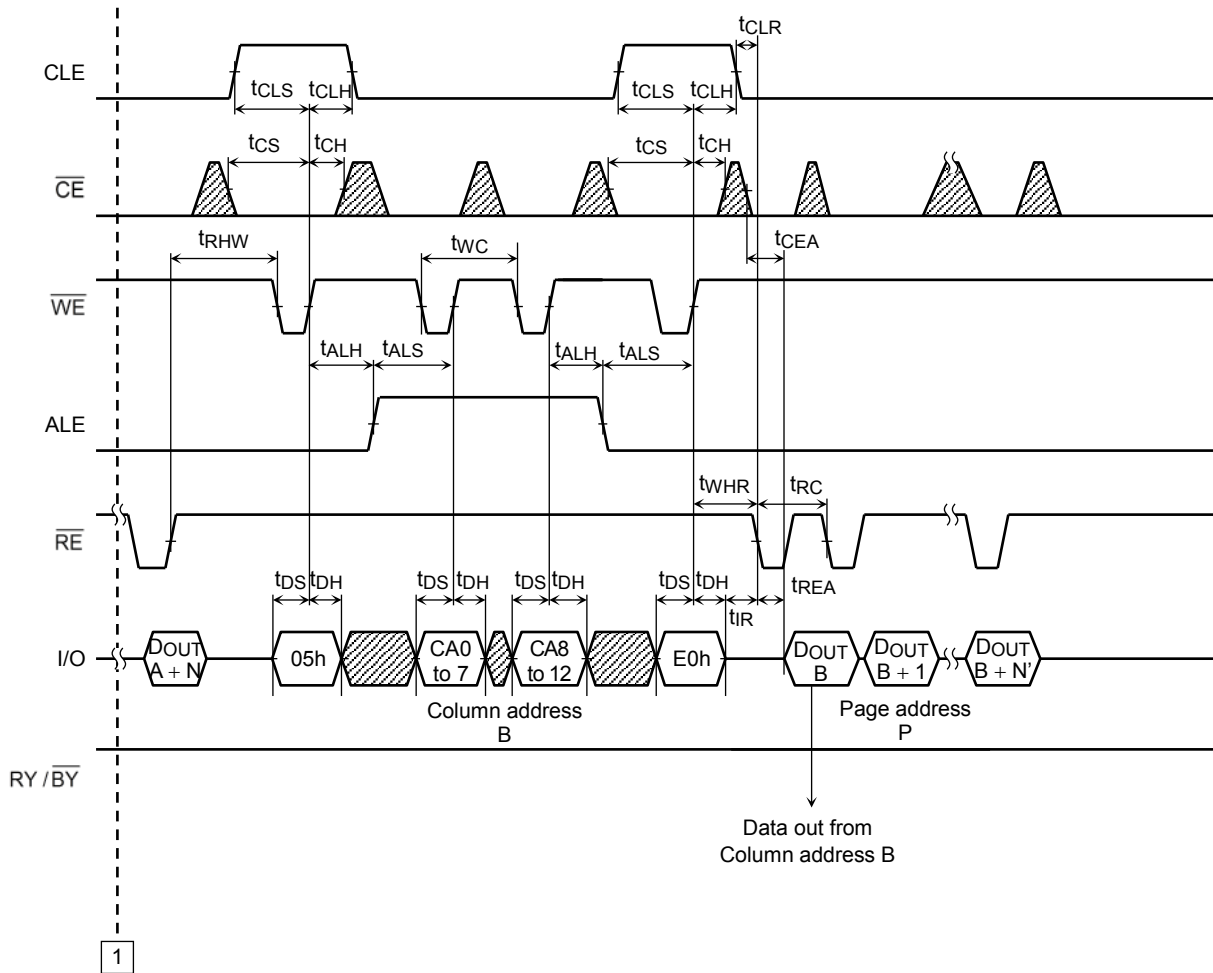 tCLR
CLE
tCLS tCLH tCLS tCLH
tCS tCH tCS tCH
CE
tCEA
tRHW tWC
WE
tALH tALS tALH tALS
ALE
tWHR tRC
RE
tDS tDH tDS tDH tDS tDH tDS tDH tREA
tIR
I/O
DOUT A + N
05h
CA0 to 7
CA8 to 12
E0h
DOUT B
DOUT B + 1
DOUT B + N’
Column address
B
Page address
P
RY / BY
Data out from
Column address B
1